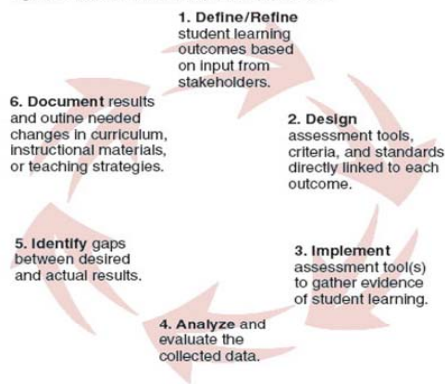 1. Define/Refine
student learning
outcomes based
on input from
stakeholders.
2. Design
assessment tools,
criteria, and standards
directly linked to each
outcome.
3. Implement
assessment tool(s)
to gather evidence
of student learning.
4. Analyze and
evaluate the
collected data.
5. Identify gaps
between desired
and actual results.
6. Document results
and outine needed
changes in curriculum,
instructional materials,
or teaching strategies.